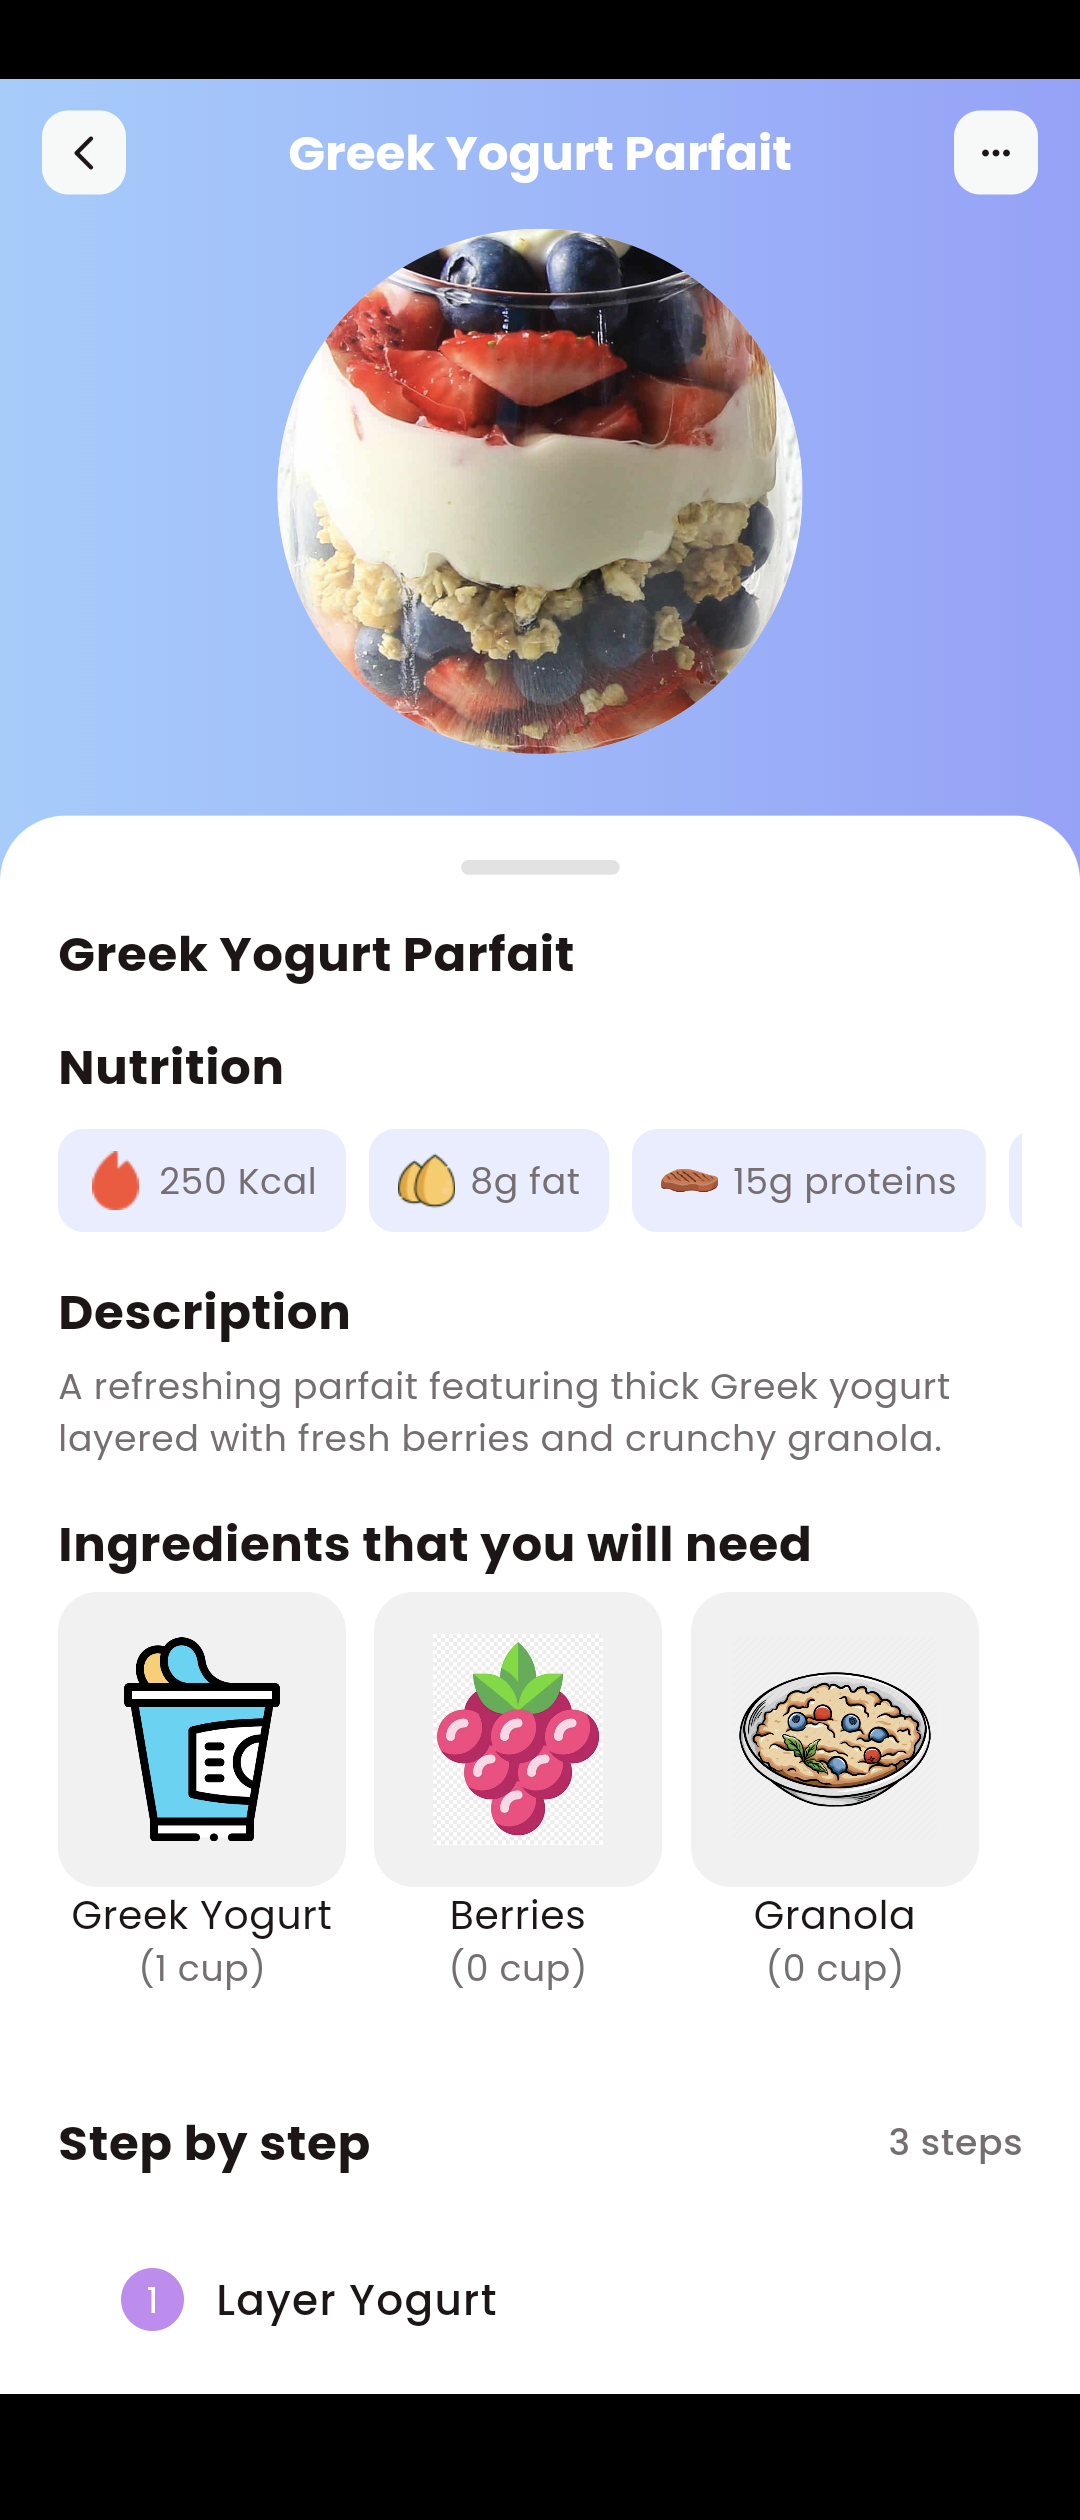 Greek Yogurt Parfait
Greek Yogurt Parfait
Nutrition
250 Kcal
8g fat
15g proteins
Description
A refreshing parfait featuring thick Greek yogurt
layered with fresh berries and crunchy granola.
Ingredients that you will need
Greek Yogurt
(1 cup)
Berries
(0 cup)
Granola
(0 cup)
Step by step
3 steps
1
Layer Yogurt